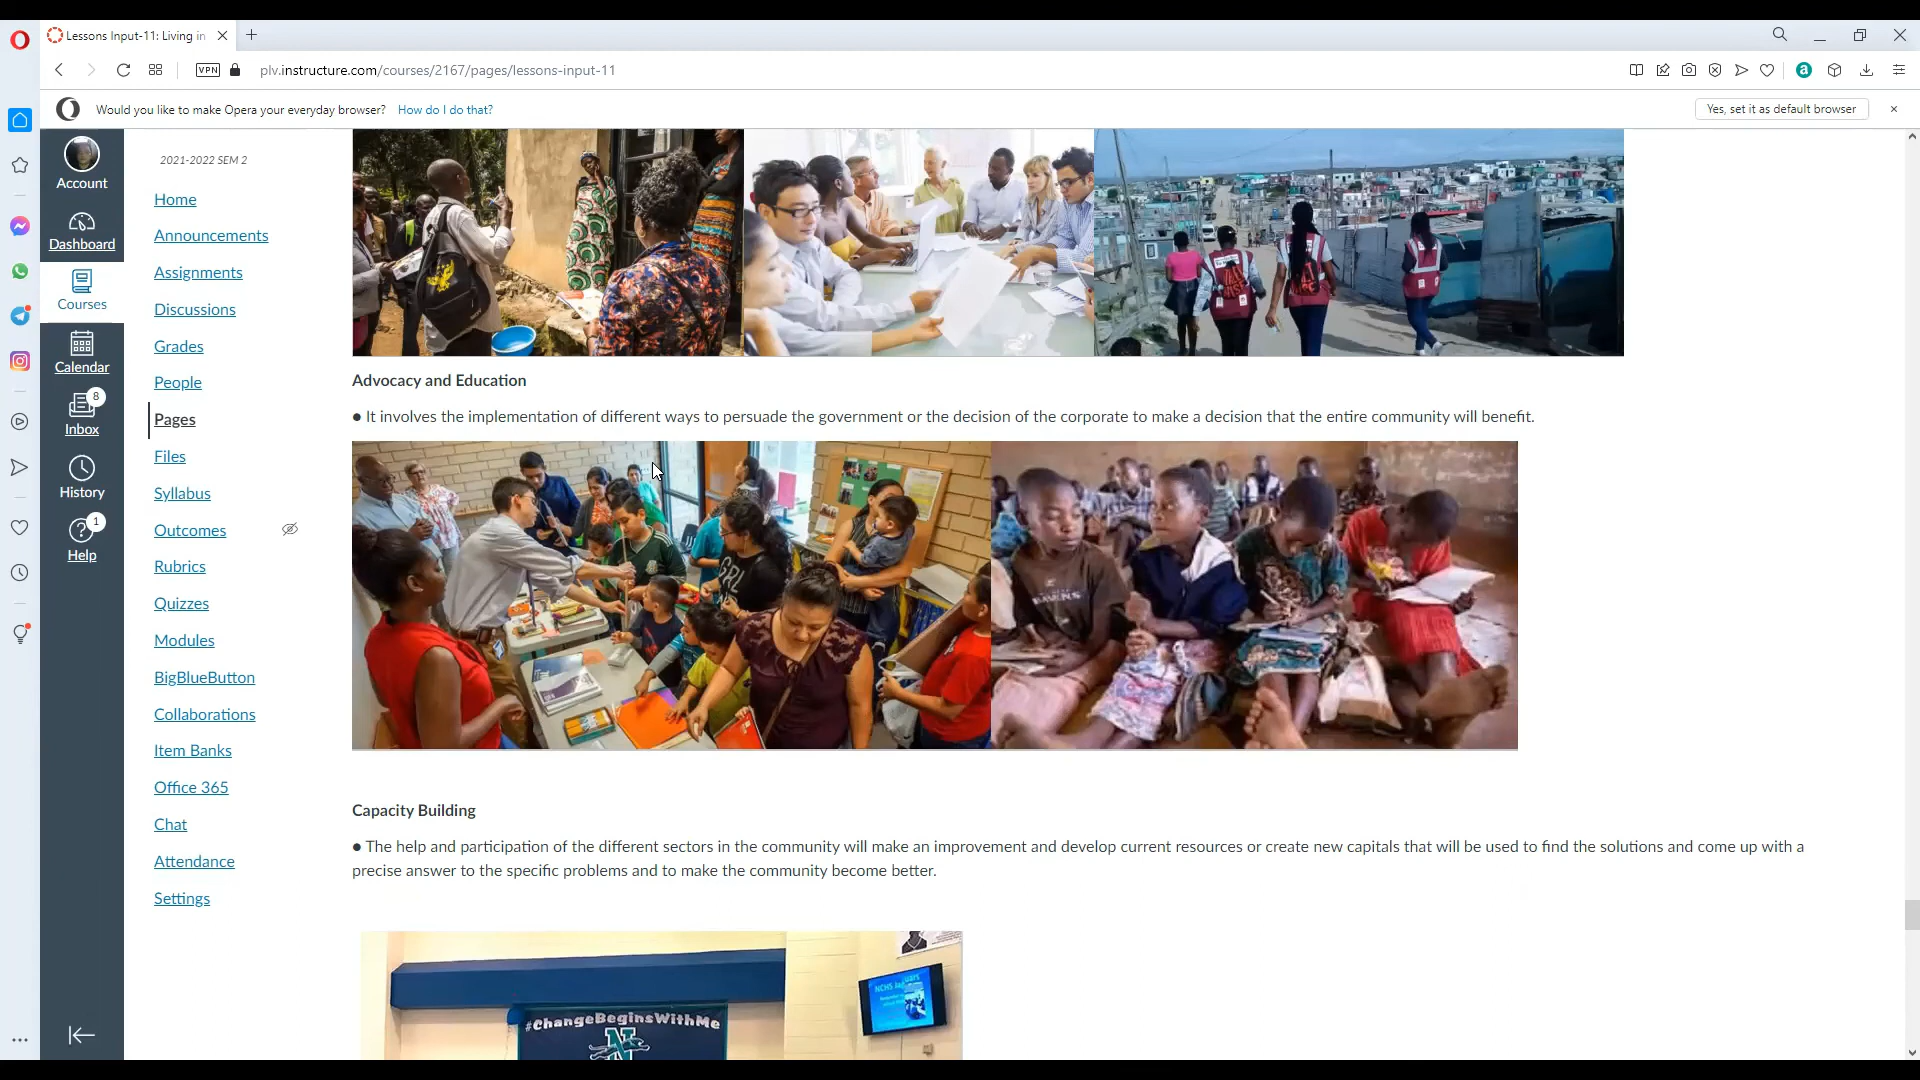 Lessons Input-11: Living in
VPN
plv.instructure.com/courses/2167/pages/lessons-input-11
a
Would you like to make Opera your everyday browser? How do I do that?
Yes, set it as default browser
Account
Dashboard
Courses
Calendar
8
Inbox
History
1
Help
2021-2022 SEM 2
Home
Announcements
Assignments
Discussions
Grades
People
Pages
Files
Syllabus
Outcomes
Rubrics
Quizzes
Modules
BigBlueButton
Collaborations
Item Banks
Office 365
Chat
Attendance
Settings
Advocacy and Education
● It involves the implementation of different ways to persuade the government or the decision of the corporate to make a decision that the entire community will benefit.
Capacity Building
● The help and participation of the different sectors in the community will make an improvement and develop current resources or create new capitals that will be used to find the solutions and come up with a
precise answer to the specific problems and to make the community become better.
#ChangeBeginsWithMe
N